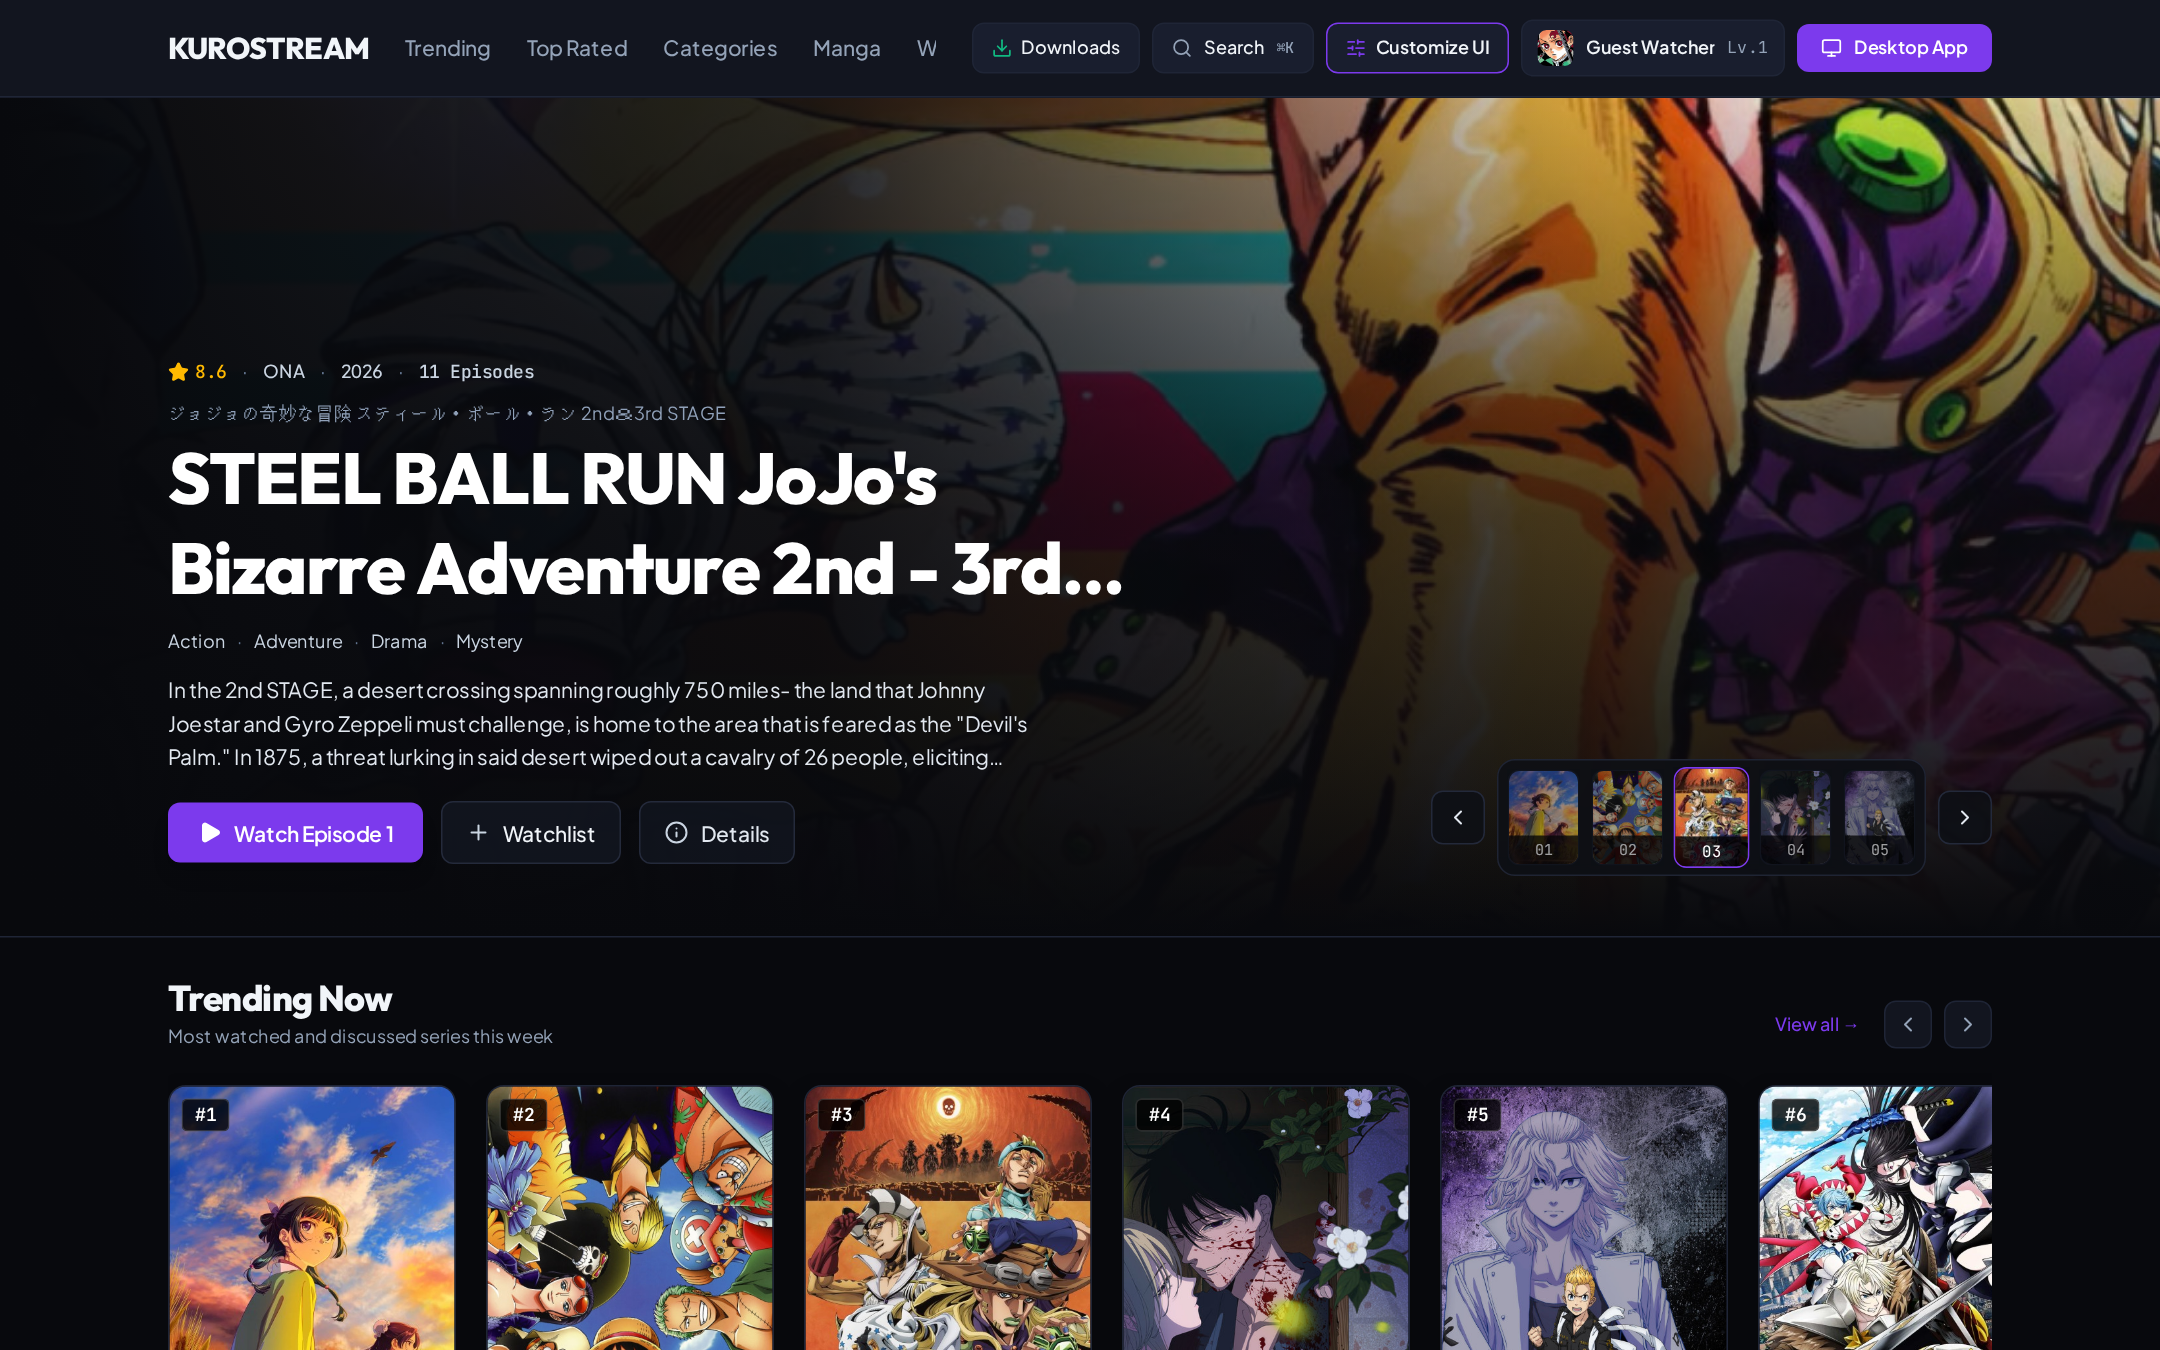 KUROSTREAM Trending Top Rated Categories Manga W Downloads Search ⌘K Customize UI Guest Watcher Lv.1 Desktop App
8.6 · ONA · 2026 · 11 Episodes
ジョジョの奇妙な冒険 スティール・ボール・ラン 2nd&3rd STAGE
STEEL BALL RUN JoJo's
Bizarre Adventure 2nd - 3rd...
Action · Adventure · Drama · Mystery
In the 2nd STAGE, a desert crossing spanning roughly 750 miles- the land that Johnny
Joestar and Gyro Zeppeli must challenge, is home to the area that is feared as the "Devil's
Palm." In 1875, a threat lurking in said desert wiped out a cavalry of 26 people, eliciting...
Watch Episode 1 Watchlist Details
01 02 03 04 05
Trending Now
Most watched and discussed series this week
View all →
#1 #2 #3 #4 #5 #6